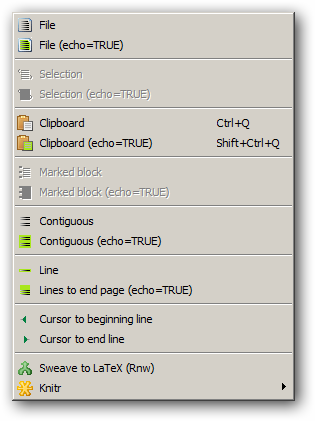 File
File (echo=TRUE)
Selection
Selection (echo=TRUE)
Clipboard Ctrl+Q
Clipboard (echo=TRUE) Shift+Ctrl+Q
Marked block
Marked block (echo=TRUE)
Contiguous
Contiguous (echo=TRUE)
Line
Lines to end page (echo=TRUE)
Cursor to beginning line
Cursor to end line
Sweave to LaTeX (Rnw)
Knitr